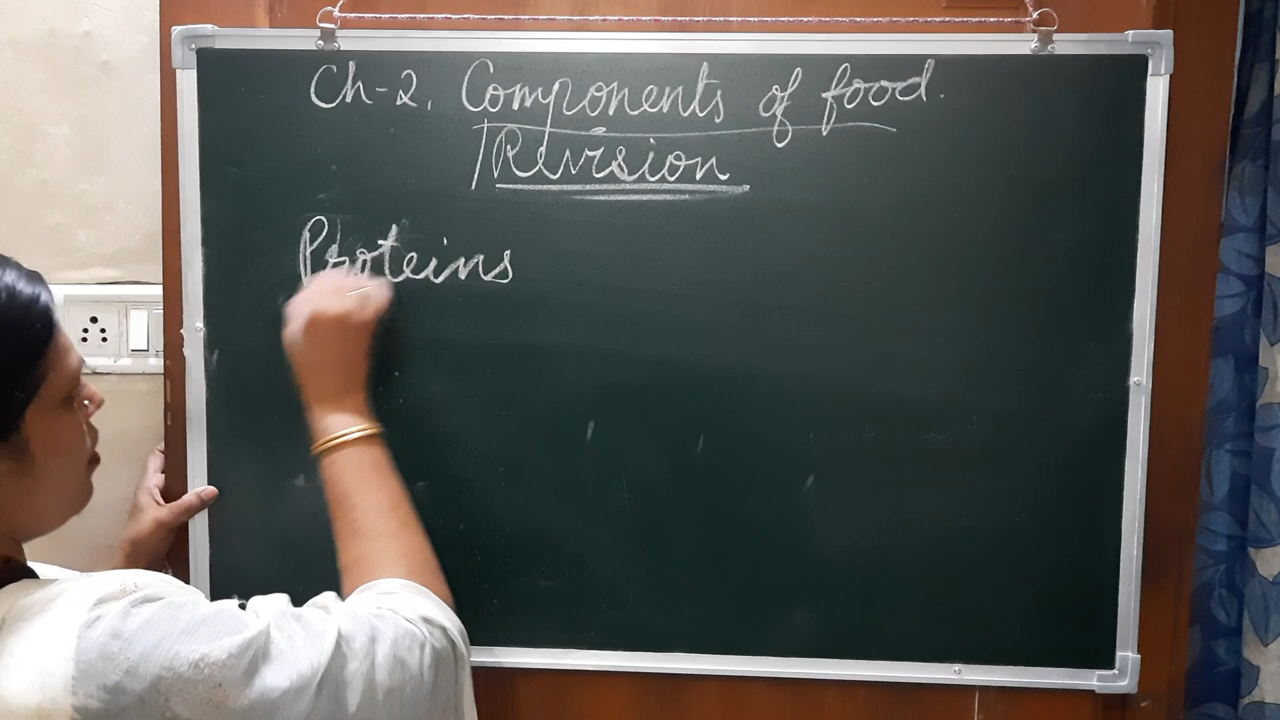 Ch-2. Components of food.
Revision
Proteins